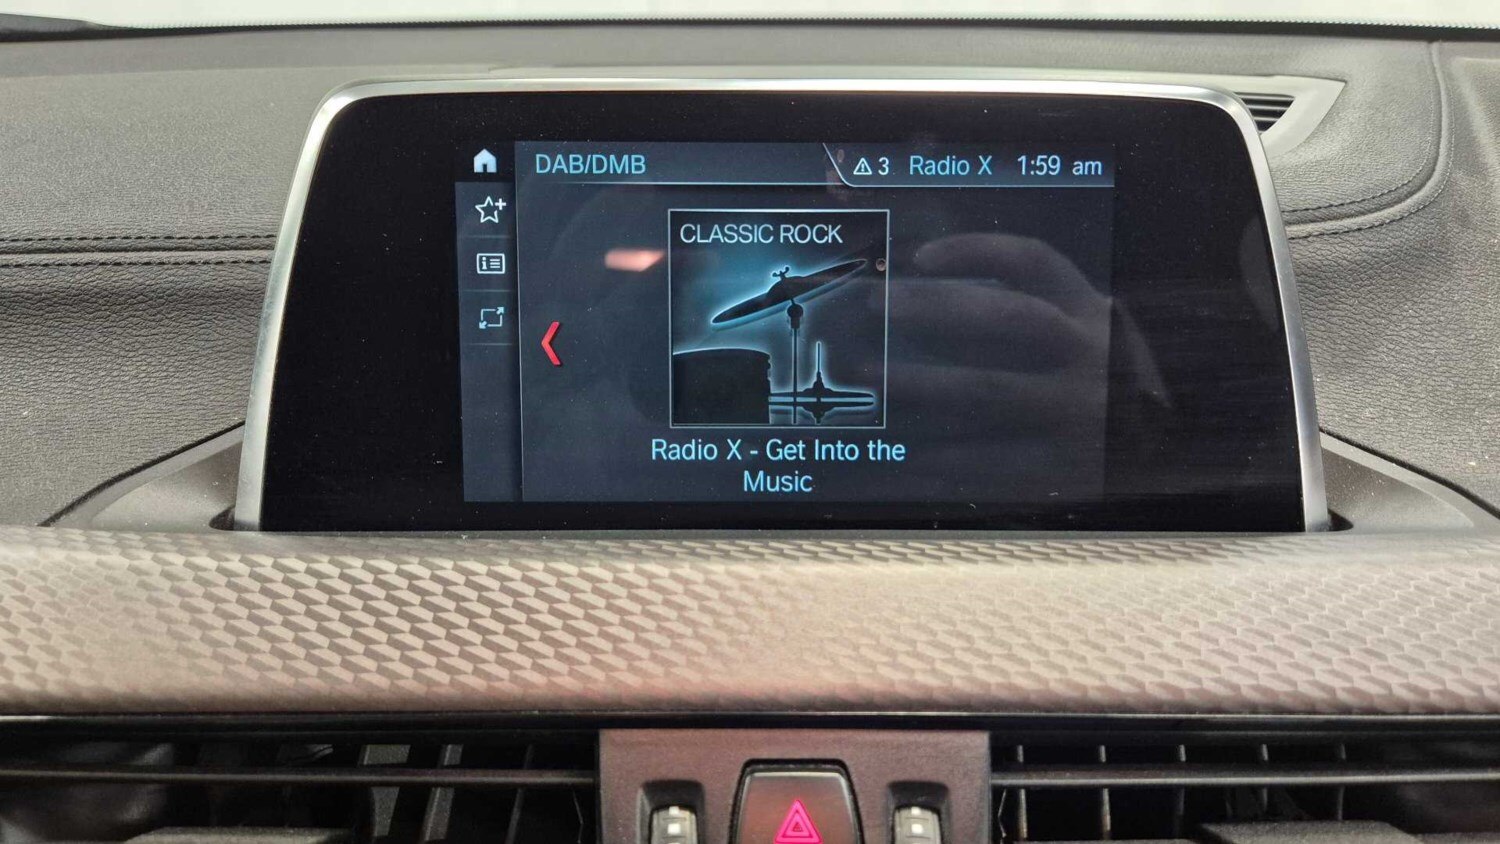 DAB/DMB
3 Radio X 1:59 am
CLASSIC ROCK
Radio X - Get Into the
Music